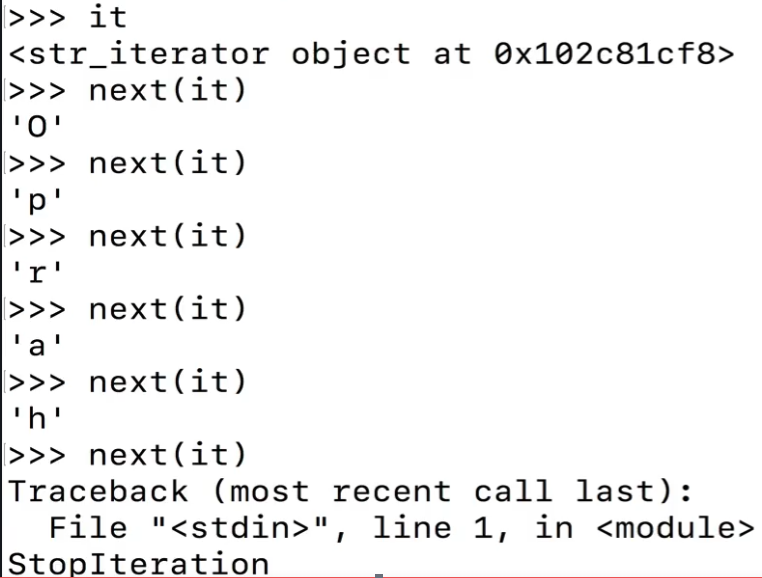 >>> it
<str_iterator object at 0x102c81cf8>
>>> next(it)
'O'
>>> next(it)
'p'
>>> next(it)
'r'
>>> next(it)
'a'
>>> next(it)
'h'
>>> next(it)
Traceback (most recent call last):
  File "<stdin>", line 1, in <module>
StopIteration